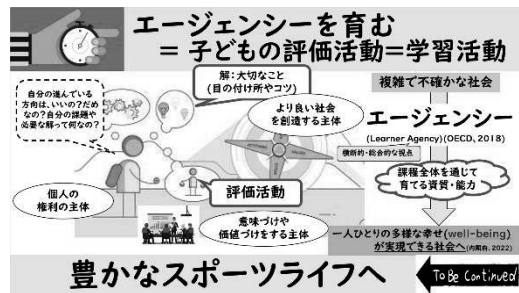 エージェンシーを育む
＝子どもの評価活動＝学習活動
自分の進んでいる
方向は、いいの?だめ
なの?自分の課題や
必要な解って何なの?
解：大切なこと
(目の付け所やコツ)
より良い社会
を創造する主体
個人の
権利の主体
評価活動
意味づけや
価値づけをする主体
複雑で不確かな社会
エージェンシー
(Learner Agency)(OECD、2018)
横断的・総合的な視点
課程全体を通じて
育てる資質・能力
一人ひとりの多様な幸せ(well-being)
が実現できる社会へ(内閣府、2022)
豊かなスポーツライフへ
To Be Continued